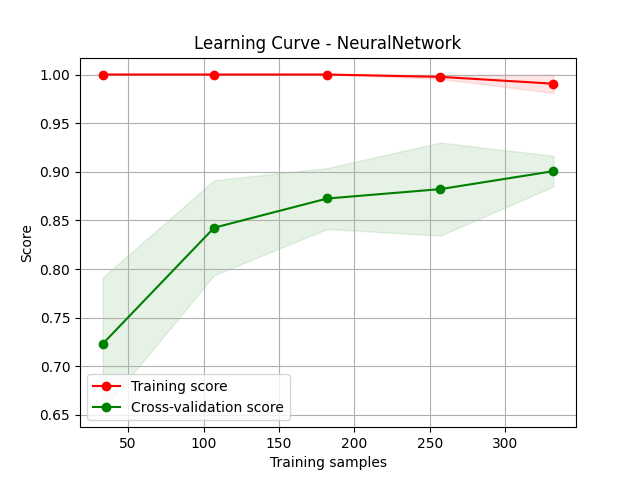 Learning Curve - NeuralNetwork
1.00
0.95
0.90
0.85
0.80
0.75
0.70
0.65
Score
Training score
Cross-validation score
50
100
150
200
250
300
Training samples